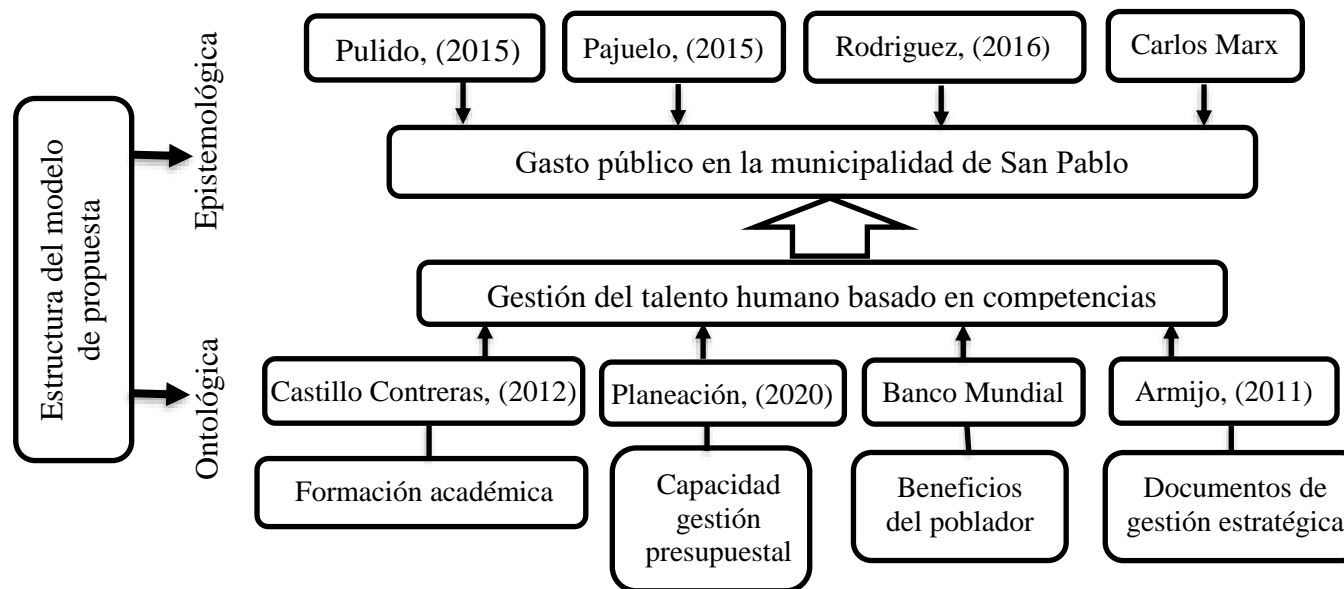 Estructura del modelo
de propuesta
Epistemológica
Ontológica
Pulido, (2015)
Pajuelo, (2015)
Rodriguez, (2016)
Carlos Marx
Gasto público en la municipalidad de San Pablo
Gestión del talento humano basado en competencias
Castillo Contreras, (2012)
Planeación, (2020)
Banco Mundial
Armijo, (2011)
Formación académica
Capacidad
gestión
presupuestal
Beneficios
del poblador
Documentos de
gestión estratégica